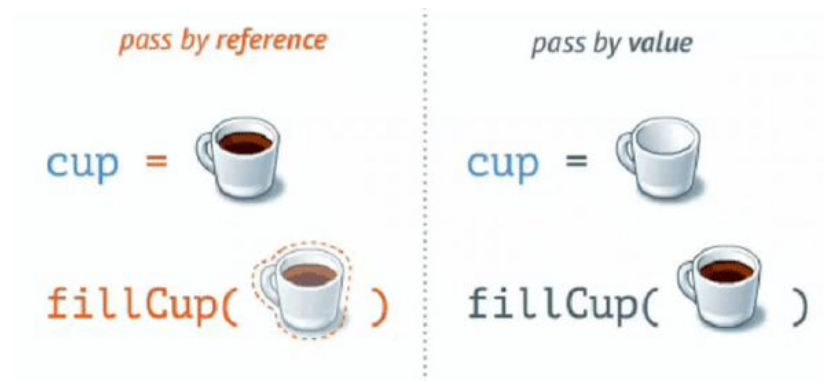 pass by reference
cup =
fillCup( )
pass by value
cup =
fillCup( )